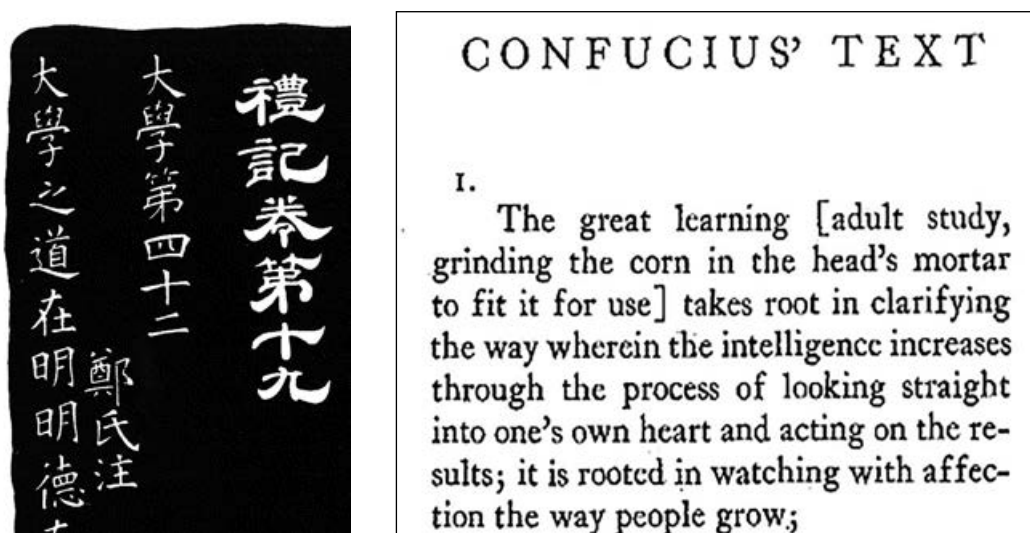 禮記卷第十九
大學第四十二
鄭氏注
大學之道在明明德
CONFUCIUS' TEXT
1.
The great learning [adult study,
grinding the corn in the head's mortar
to fit it for use] takes root in clarifying
the way wherein the intelligence increases
through the process of looking straight
into one's own heart and acting on the re-
sults; it is rooted in watching with affec-
tion the way people grow;